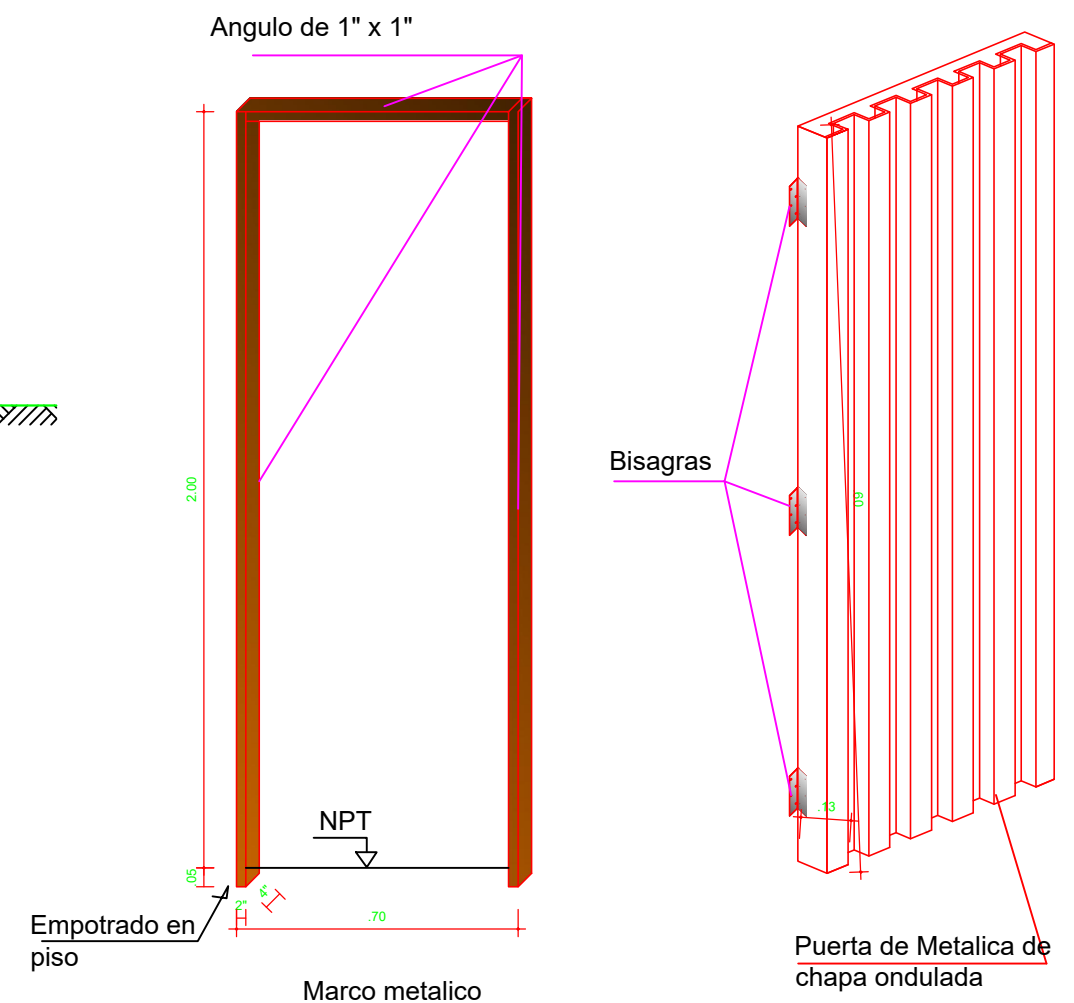 Angulo de 1" x 1"
2.00
Bisagras
.60
.13
NPT
.05
2"
4"
.70
Empotrado en
piso
Puerta de Metalica de
chapa ondulada
Marco metalico